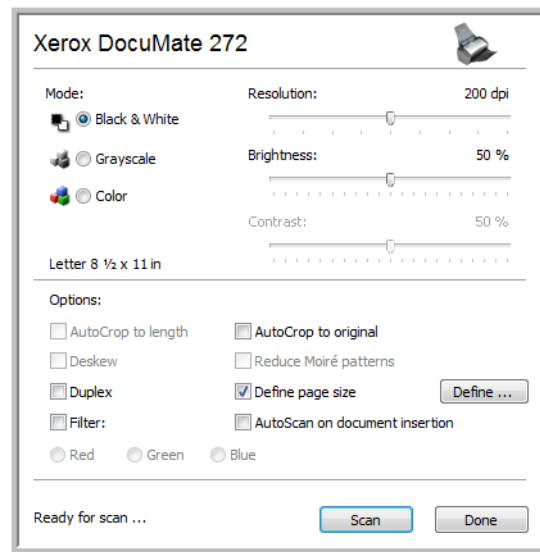 Xerox DocuMate 272
Mode: Resolution: 200 dpi
Black & White
Grayscale Brightness: 50 %
Color
Contrast: 50 %
Letter 8 ½ x 11 in
Options:
AutoCrop to length AutoCrop to original
Deskew Reduce Moiré patterns
Duplex Define page size Define ...
Filter: AutoScan on document insertion
Red Green Blue
Ready for scan ... Scan Done